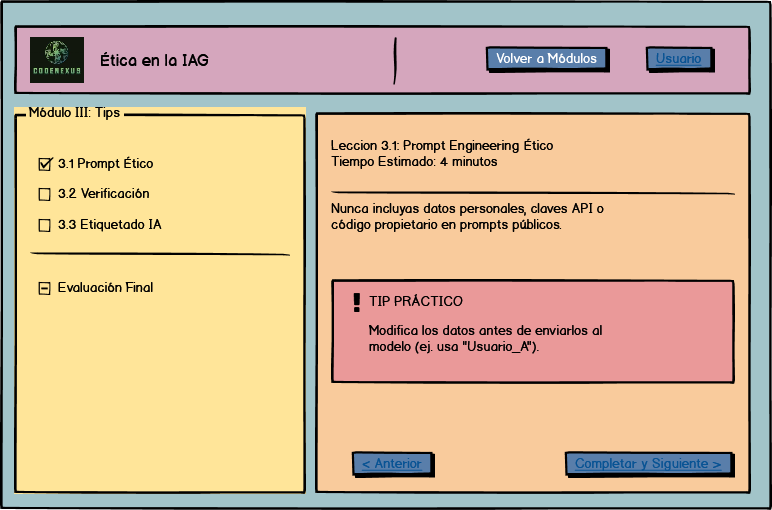 CODENEXUS
Ética en la IAG
Volver a Módulos
Usuario
Módulo III: Tips
3.1 Prompt Ético
3.2 Verificación
3.3 Etiquetado IA
Evaluación Final
Leccion 3.1: Prompt Engineering Ético
Tiempo Estimado: 4 minutos
Nunca incluyas datos personales, claves API o
código propietario en prompts públicos.
! TIP PRÁCTICO
Modifica los datos antes de enviarlos al
modelo (ej. usa "Usuario_A").
< Anterior
Completar y Siguiente >